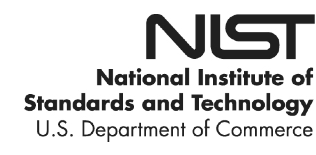 NIST
National Institute of
Standards and Technology
U.S. Department of Commerce